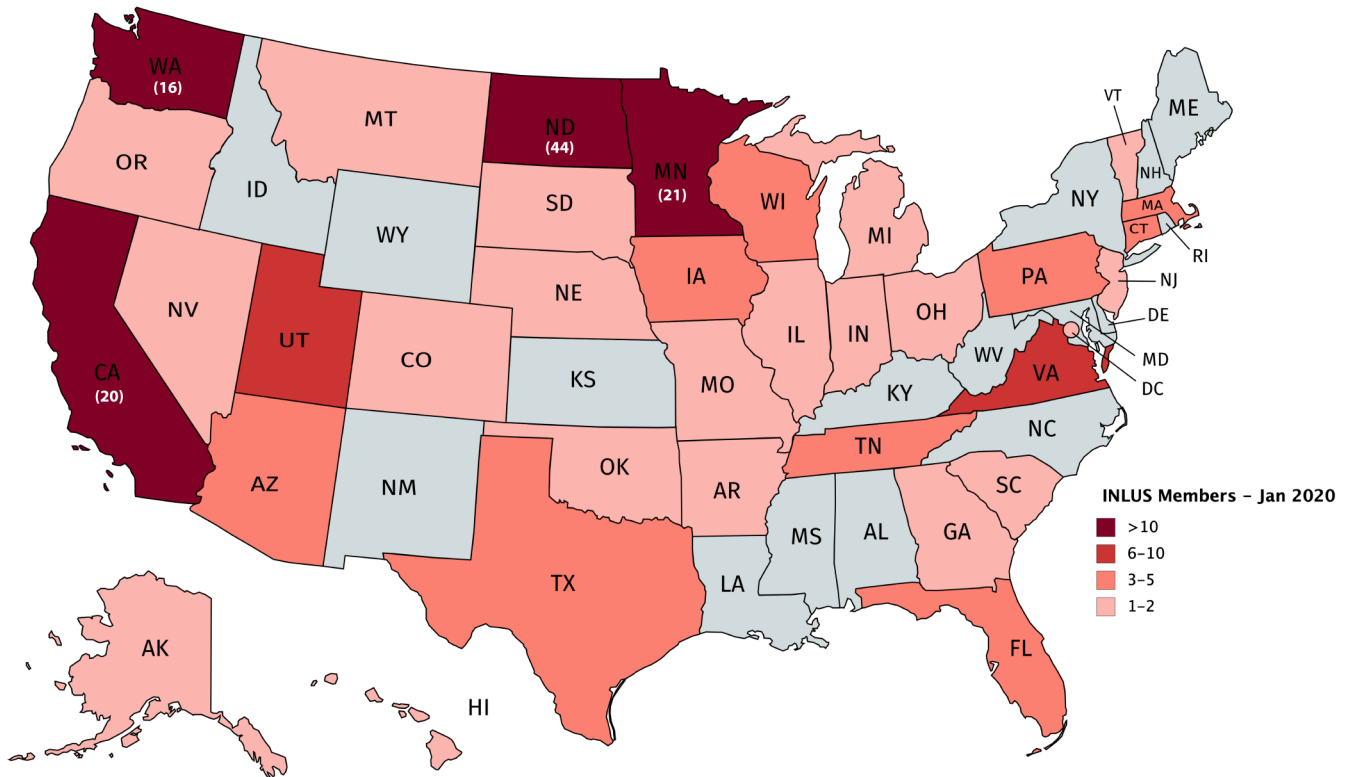 WA
(16)
MT
ND
(44)
MN
(21)
VT
ME
OR
ID
SD
WI
NH
NY
MA
CT
WY
MI
RI
IA
PA
NJ
NV
NE
UT
CO
IL
IN
OH
DE
CA
(20)
KS
MO
WV
VA
MD
DC
KY
NC
AZ
NM
OK
AR
TN
SC
INLUS Members – Jan 2020
>10
6–10
3–5
1–2
TX
LA
MS
AL
GA
FL
AK
HI